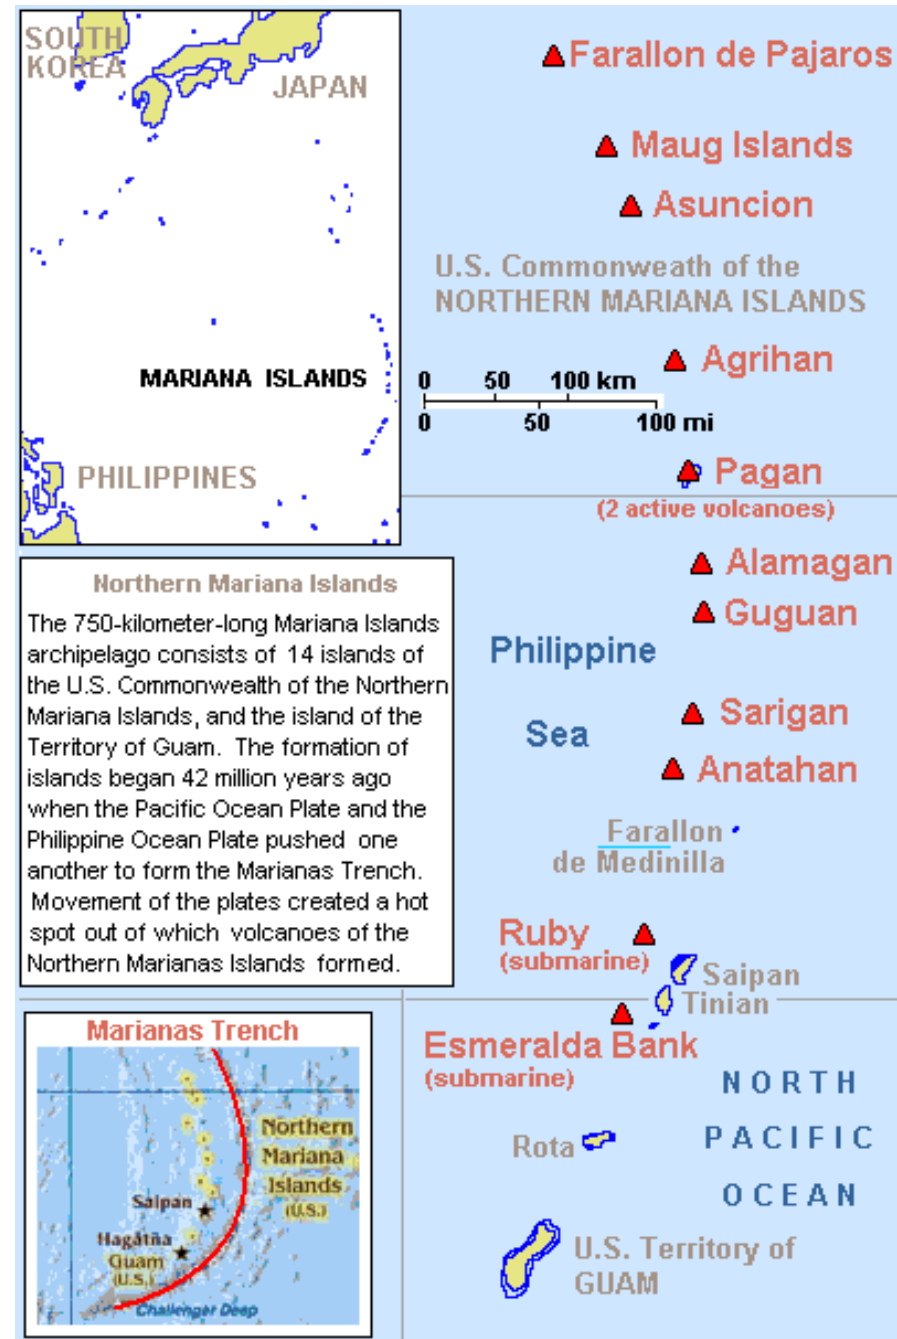 SOUTH
KOREA
JAPAN
MARIANA ISLANDS
PHILIPPINES
Farallon de Pajaros
Maug Islands
Asuncion
U.S. Commonweath of the
NORTHERN MARIANA ISLANDS
Agrihan
0 50 100 km
0 50 100 mi
Pagan
(2 active volcanoes)
Alamagan
Guguan
Philippine
Sea
Sarigan
Anatahan
Farallon
de Medinilla
Ruby
(submarine)
Saipan
Tinian
Esmeralda Bank
(submarine)
NORTH
PACIFIC
OCEAN
Rota
U.S. Territory of
GUAM
Northern Mariana Islands
The 750-kilometer-long Mariana Islands
archipelago consists of 14 islands of
the U.S. Commonwealth of the Northern
Mariana Islands, and the island of the
Territory of Guam. The formation of
islands began 42 million years ago
when the Pacific Ocean Plate and the
Philippine Ocean Plate pushed one
another to form the Marianas Trench.
Movement of the plates created a hot
spot out of which volcanoes of the
Northern Marianas Islands formed.
Marianas Trench
Northern
Mariana
Islands
(U.S.)
Saipan
Hagåtña
Guam
(U.S.)
Challenger Deep